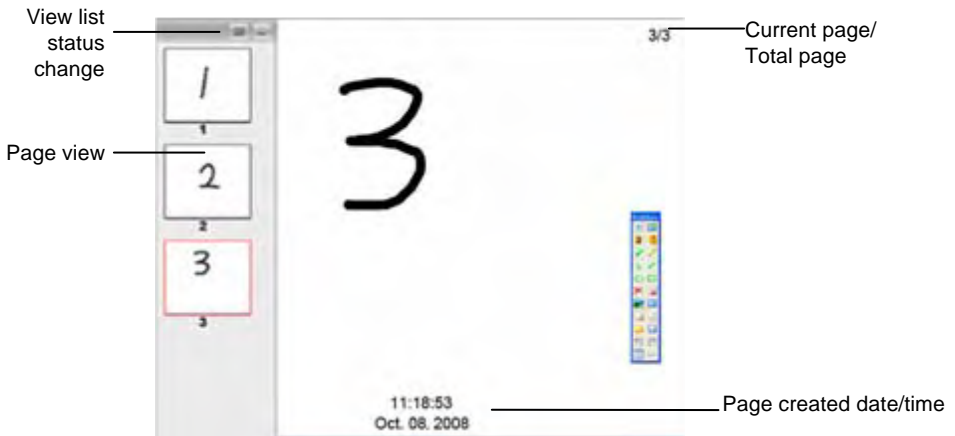 View list
status
change
Page view
1
1
2
2
3
3
3
3/3
Current page/
Total page
11:18:53
Oct. 08. 2008
Page created date/time